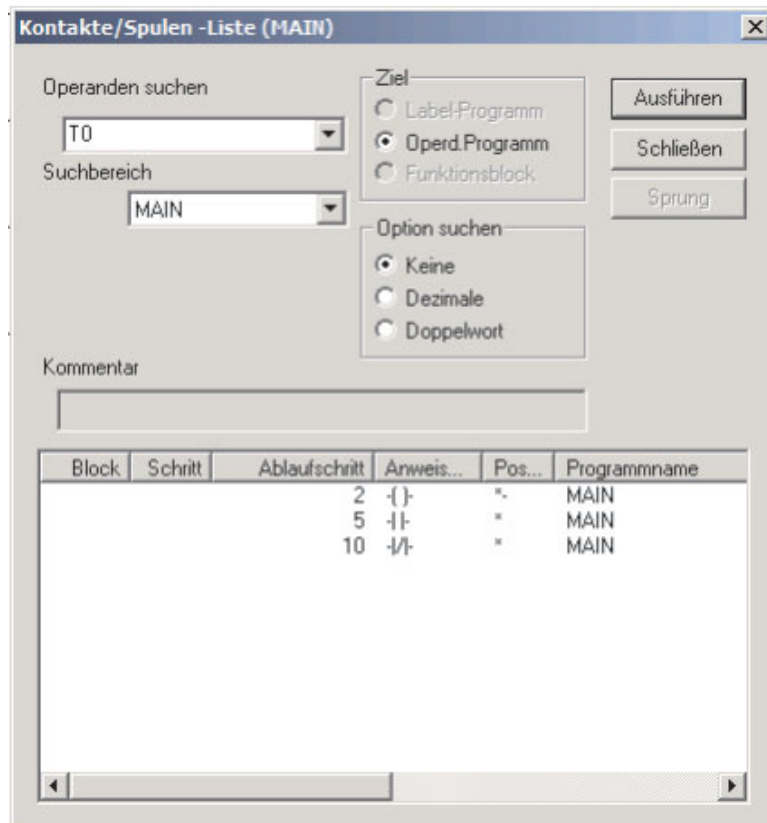 Kontakte/Spulen -Liste (MAIN)
Operanden suchen
T0
Suchbereich
MAIN
Ziel
Label-Programm
Operd.Programm
Funktionsblock
Option suchen
Keine
Dezimale
Doppelwort
Ausführen
Schließen
Sprung
Kommentar
Block Schritt Ablaufschritt Anweis... Pos... Programmname
2 -( )- *- MAIN
5 -| |- * MAIN
10 -|/|- * MAIN